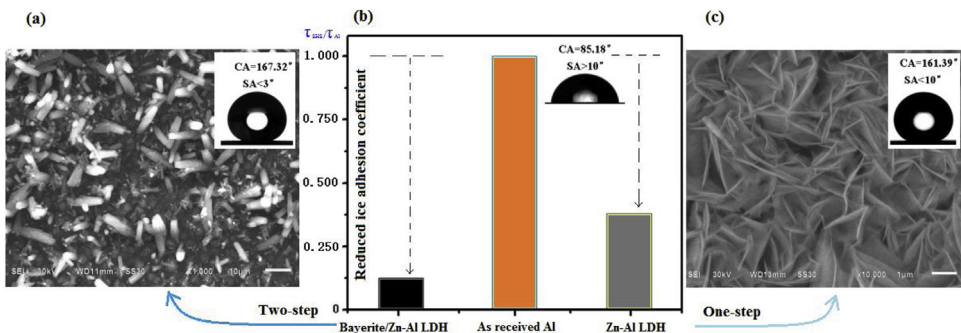 (a)
CA=167.32°
SA<3°
SEI 30kV WD11mm SS30 x1,000 10μm
Two-step
(b)
τSHS/τAl
Reduced ice adhesion coefficient
1.000
0.750
0.500
0.250
0
CA=85.18°
SA>10°
Bayerite/Zn-Al LDH
As received Al
Zn-Al LDH
(c)
CA=161.39°
SA<10°
SEI 30kV WD13mm SS30 x10,000 1μm
One-step